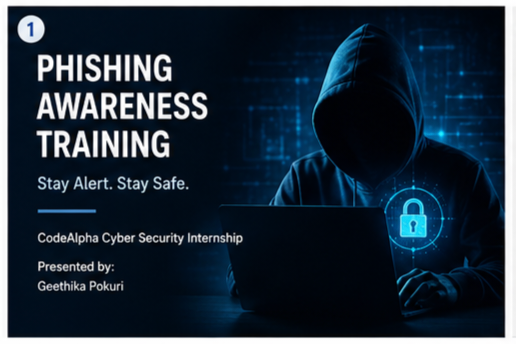 1
PHISHING
AWARENESS
TRAINING
Stay Alert. Stay Safe.
CodeAlpha Cyber Security Internship
Presented by:
Geethika Pokuri